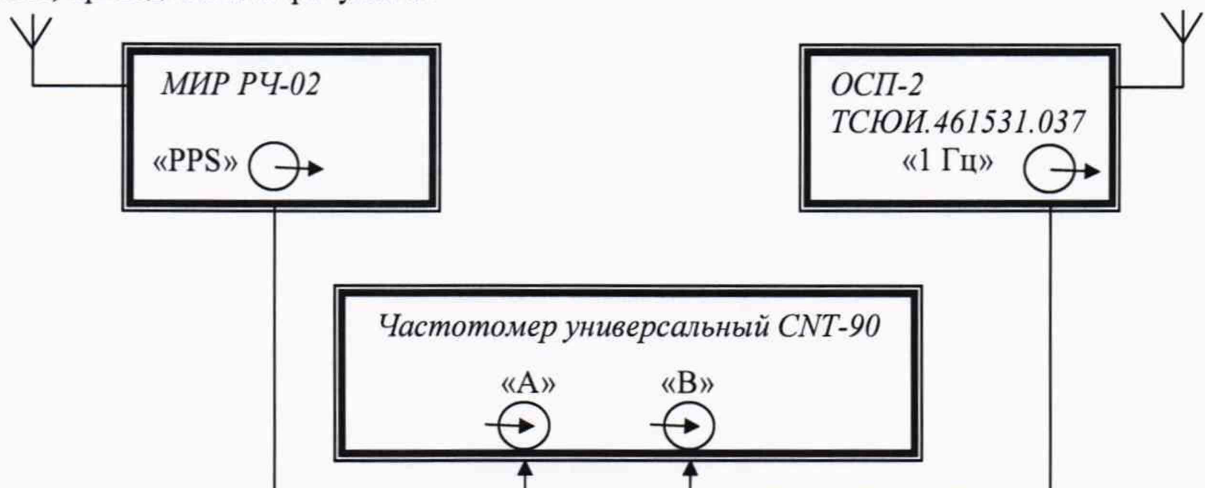 МИР РЧ-02
«PPS»
ОСП-2
ТСЮИ.461531.037
«1 Гц»
Частотомер универсальный CNT-90
«А» «В»